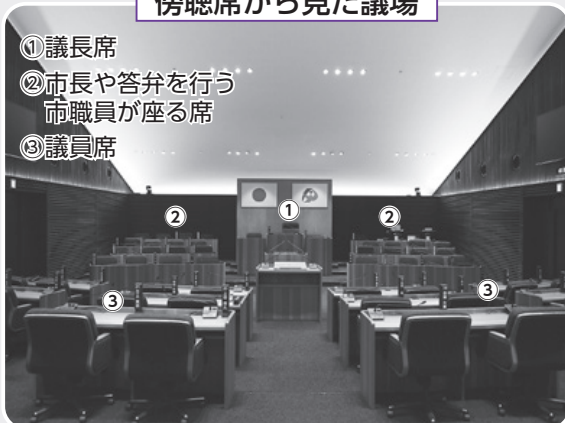 傍聴席から見た議場
①議長席
②市長や答弁を行う
市職員が座る席
③議員席
②
①
②
③
③